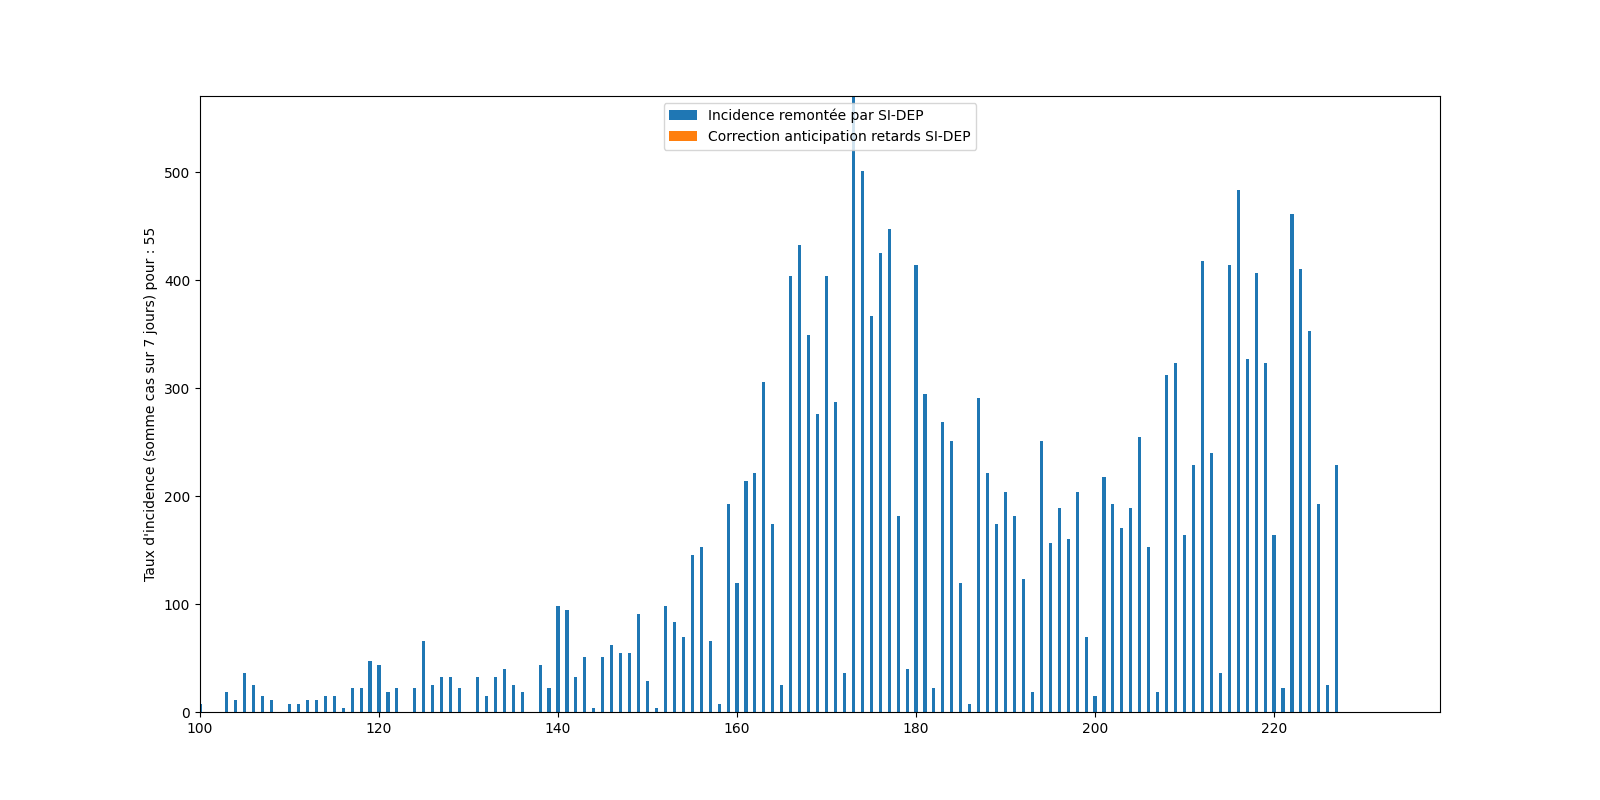 Incidence remontée par SI-DEP
Correction anticipation retards SI-DEP
Taux d'incidence (somme cas sur 7 jours) pour : 55
500
400
300
200
100
0
100 120 140 160 180 200 220